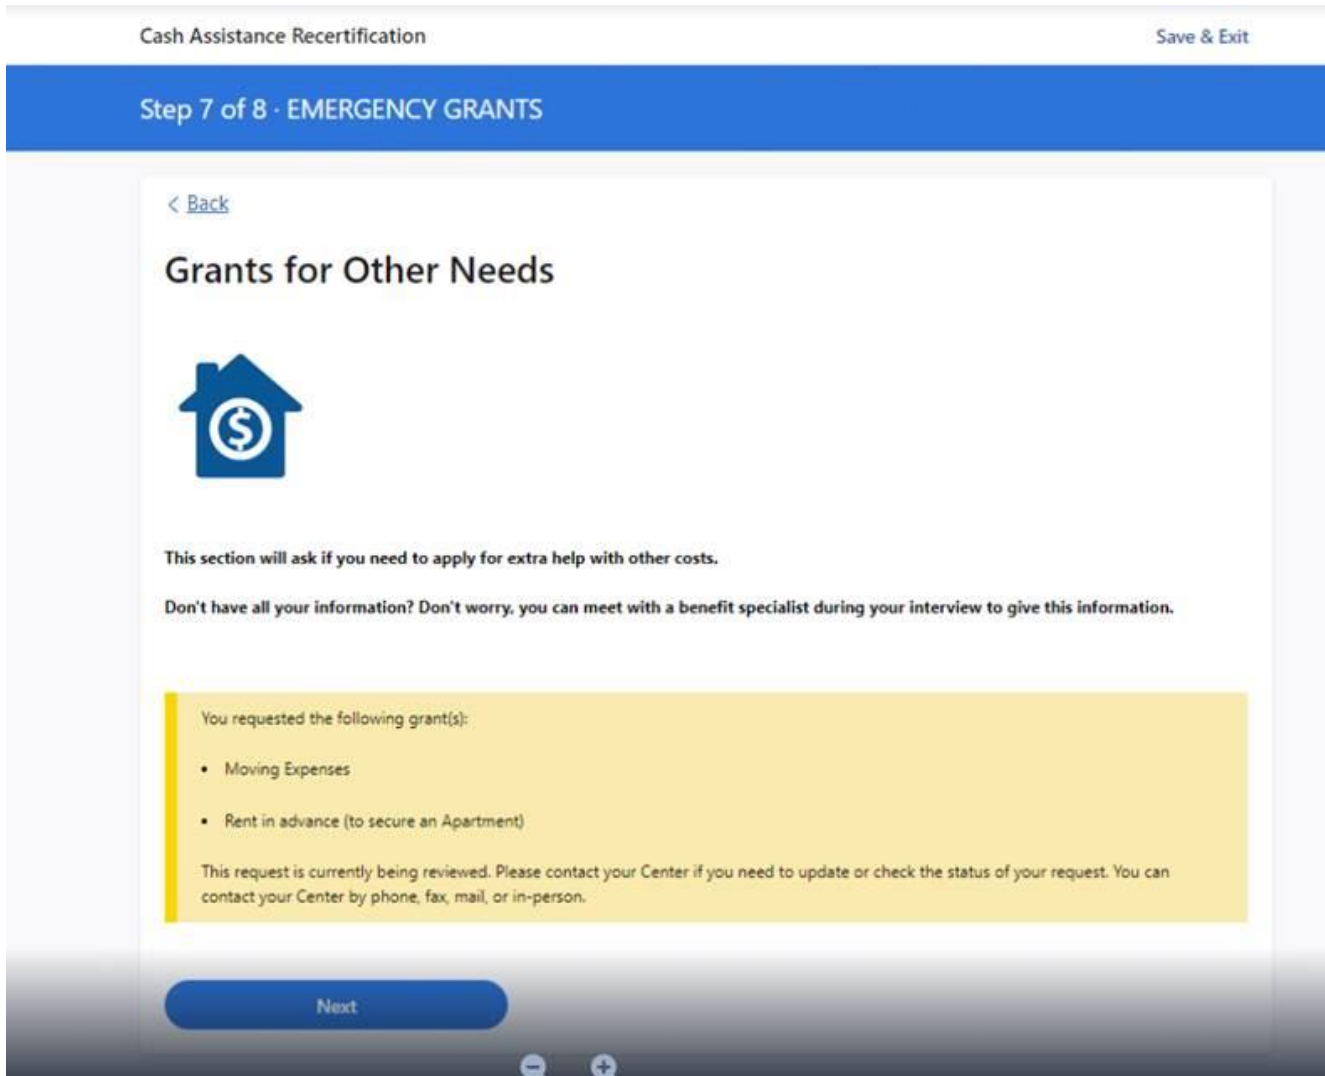 Cash Assistance Recertification
Save & Exit
Step 7 of 8 · EMERGENCY GRANTS
< Back
Grants for Other Needs
$
This section will ask if you need to apply for extra help with other costs.
Don't have all your information? Don't worry, you can meet with a benefit specialist during your interview to give this information.
You requested the following grant(s):
• Moving Expenses
• Rent in advance (to secure an Apartment)
This request is currently being reviewed. Please contact your Center if you need to update or check the status of your request. You can
contact your Center by phone, fax, mail, or in-person.
Next